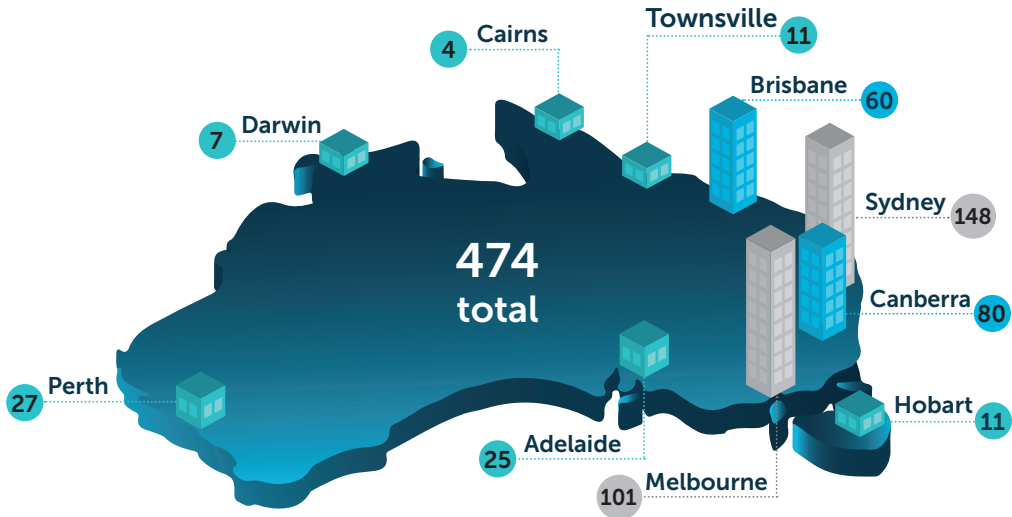 Townsville
11
Cairns
4
Brisbane
60
Darwin
7
Sydney
148
474
total
Canberra
80
Perth
27
Hobart
11
Adelaide
25
Melbourne
101